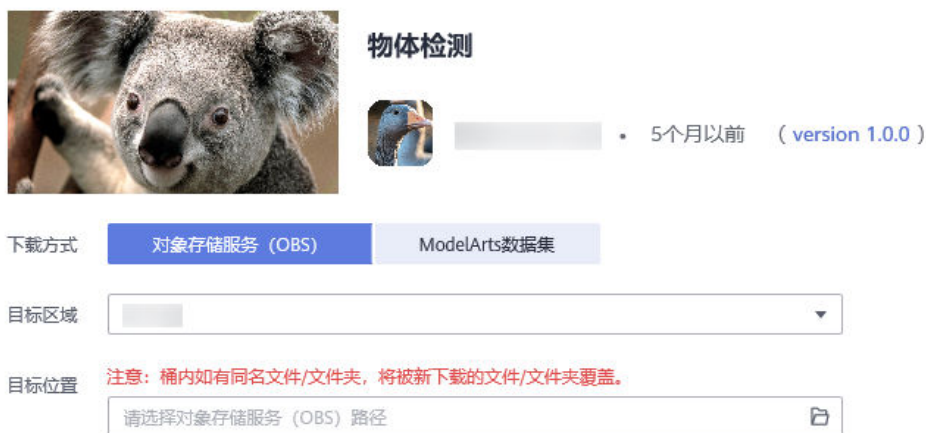 物体检测
• 5个月以前 （ version 1.0.0 ）
下载方式 对象存储服务（OBS） ModelArts数据集
目标区域
目标位置 注意：桶内如有同名文件/文件夹，将被新下载的文件/文件夹覆盖。
请选择对象存储服务（OBS）路径